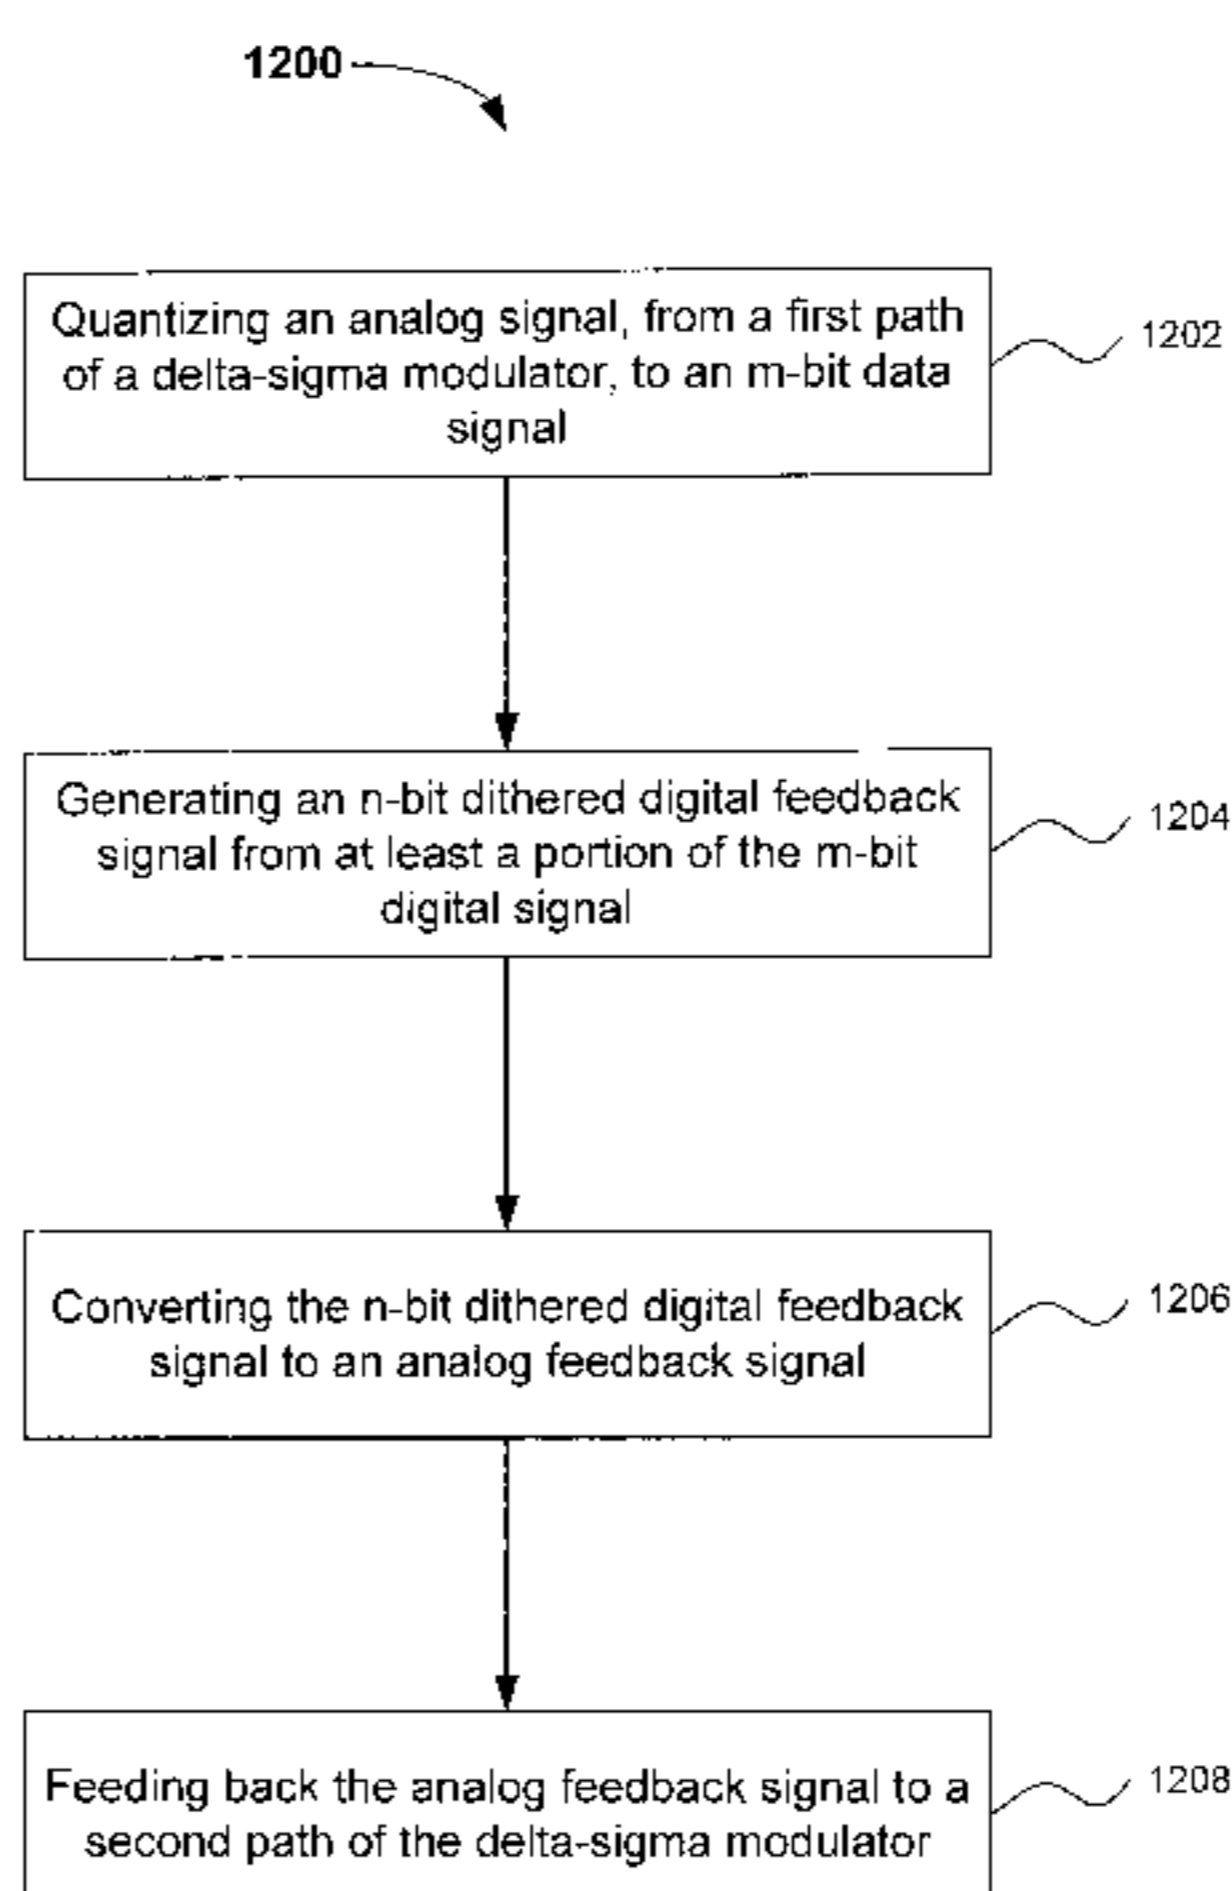 1200
Quantizing an analog signal, from a first path
of a delta-sigma modulator, to an m-bit data
signal
1202
Generating an n-bit dithered digital feedback
signal from at least a portion of the m-bit
digital signal
1204
Converting the n-bit dithered digital feedback
signal to an analog feedback signal
1206
Feeding back the analog feedback signal to a
second path of the delta-sigma modulator
1208